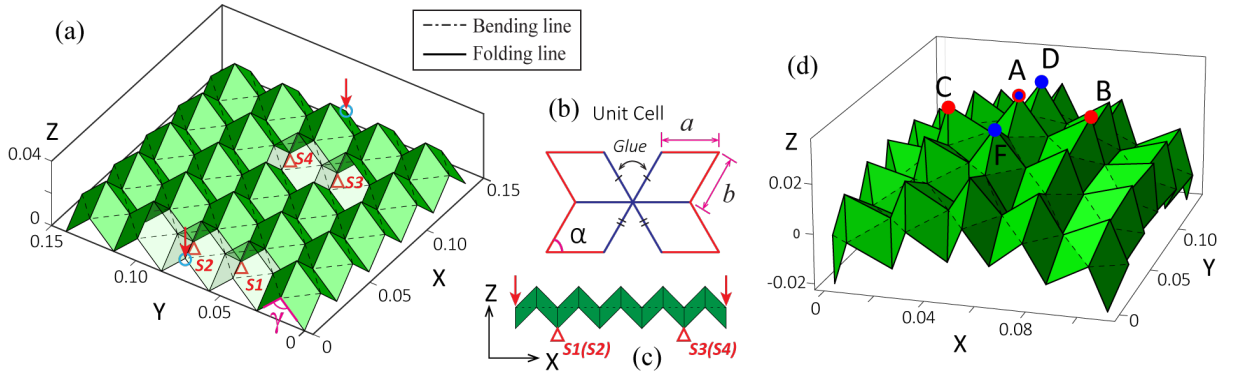 (a)
Bending line
Folding line
Z
0.04
0
0.15
0.10
Y
0.05
0
0
0.05
X
0.10
0.15
S4
S3
S2
S1
γ
(b)
Unit Cell
Glue
a
b
α
Z
X
S1(S2)
S3(S4)
(c)
(d)
C
A
D
B
F
Z
0.02
0
-0.02
0
0.04
0.08
X
0
0.05
0.10
Y